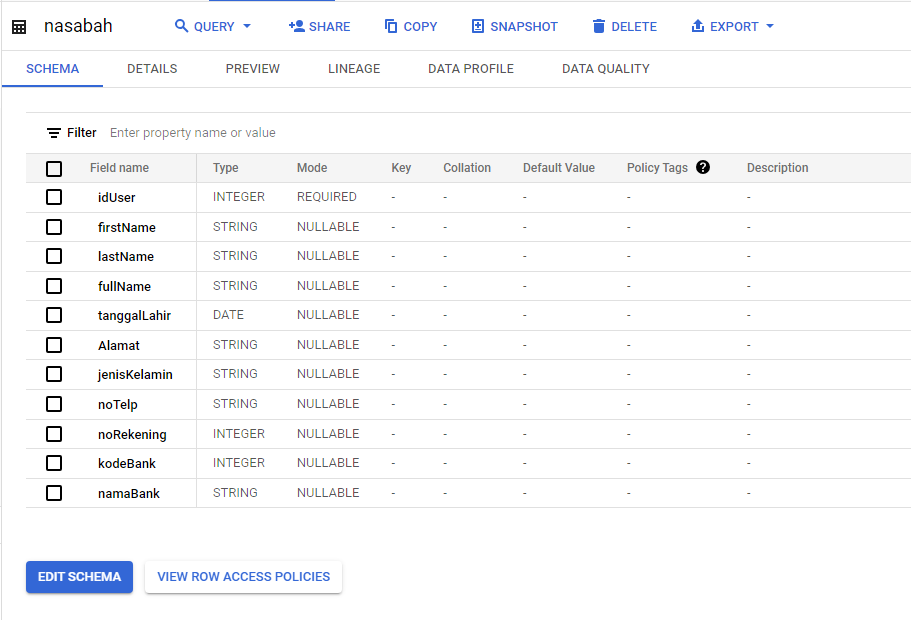 nasabah QUERY SHARE COPY SNAPSHOT DELETE EXPORT
SCHEMA DETAILS PREVIEW LINEAGE DATA PROFILE DATA QUALITY
Filter Enter property name or value
Field name Type Mode Key Collation Default Value Policy Tags ? Description
idUser INTEGER REQUIRED - - - - -
firstName STRING NULLABLE - - - - -
lastName STRING NULLABLE - - - - -
fullName STRING NULLABLE - - - - -
tanggalLahir DATE NULLABLE - - - - -
Alamat STRING NULLABLE - - - - -
jenisKelamin STRING NULLABLE - - - - -
noTelp STRING NULLABLE - - - - -
noRekening INTEGER NULLABLE - - - - -
kodeBank INTEGER NULLABLE - - - - -
namaBank STRING NULLABLE - - - - -
EDIT SCHEMA VIEW ROW ACCESS POLICIES